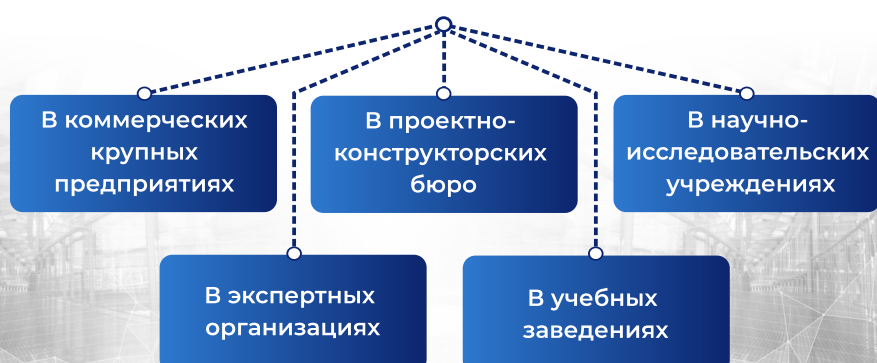 В коммерческих
крупных
предприятиях
В проектно-
конструкторских
бюро
В научно-
исследовательских
учреждениях
В экспертных
организациях
В учебных
заведениях